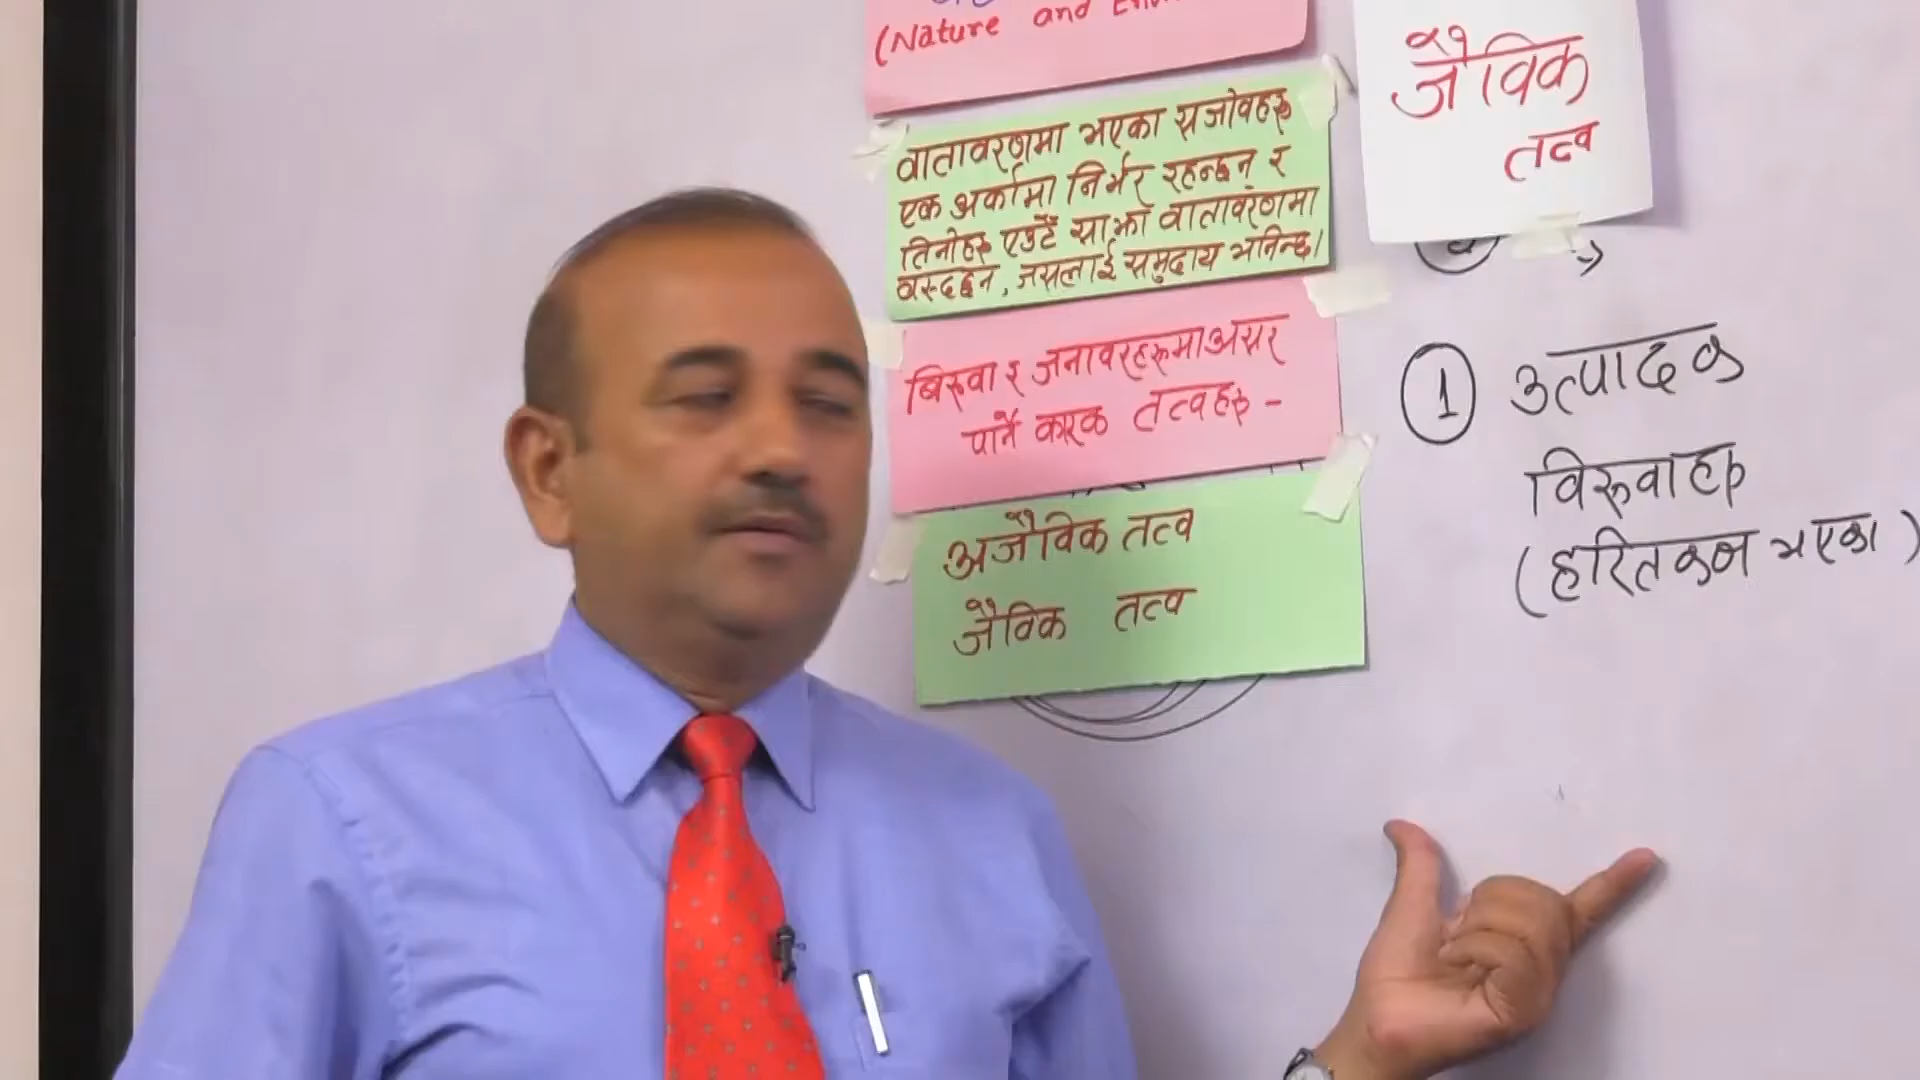 (Nature and
वातावरणमा भएका सजीवहरू
एक अर्कामा निर्भर रहन्छन् र
तिनीहरू एउटै साझा वातावरणमा
बस्दछन्, जसलाई समुदाय भनिन्छ।
बिरूवा र जनावरहरूमा असर
पार्ने कारक तत्वहरू -
अजैविक तत्व
जैविक तत्व
जैविक
तत्व
1 उत्पादक
विरूवाहरू
(हरितकण भएका)